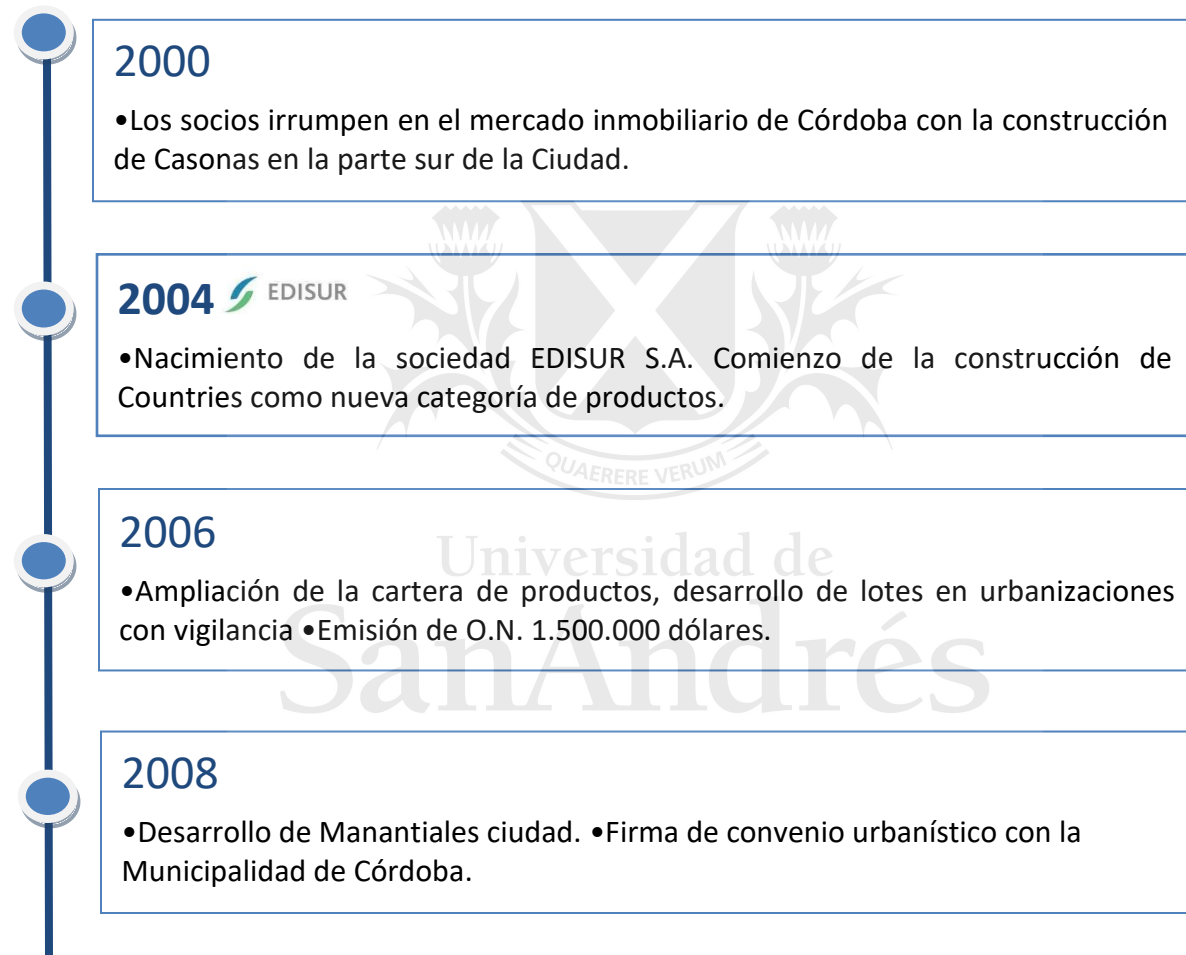 2000
•Los socios irrumpen en el mercado inmobiliario de Córdoba con la construcción
de Casonas en la parte sur de la Ciudad.
2004 EDISUR
•Nacimiento de la sociedad EDISUR S.A. Comienzo de la construcción de
Countries como nueva categoría de productos.
QUAERERE VERUM
2006
Universidad de
•Ampliación de la cartera de productos, desarrollo de lotes en urbanizaciones
con vigilancia •Emisión de O.N. 1.500.000 dólares.
SanAndrés
2008
•Desarrollo de Manantiales ciudad. •Firma de convenio urbanístico con la
Municipalidad de Córdoba.